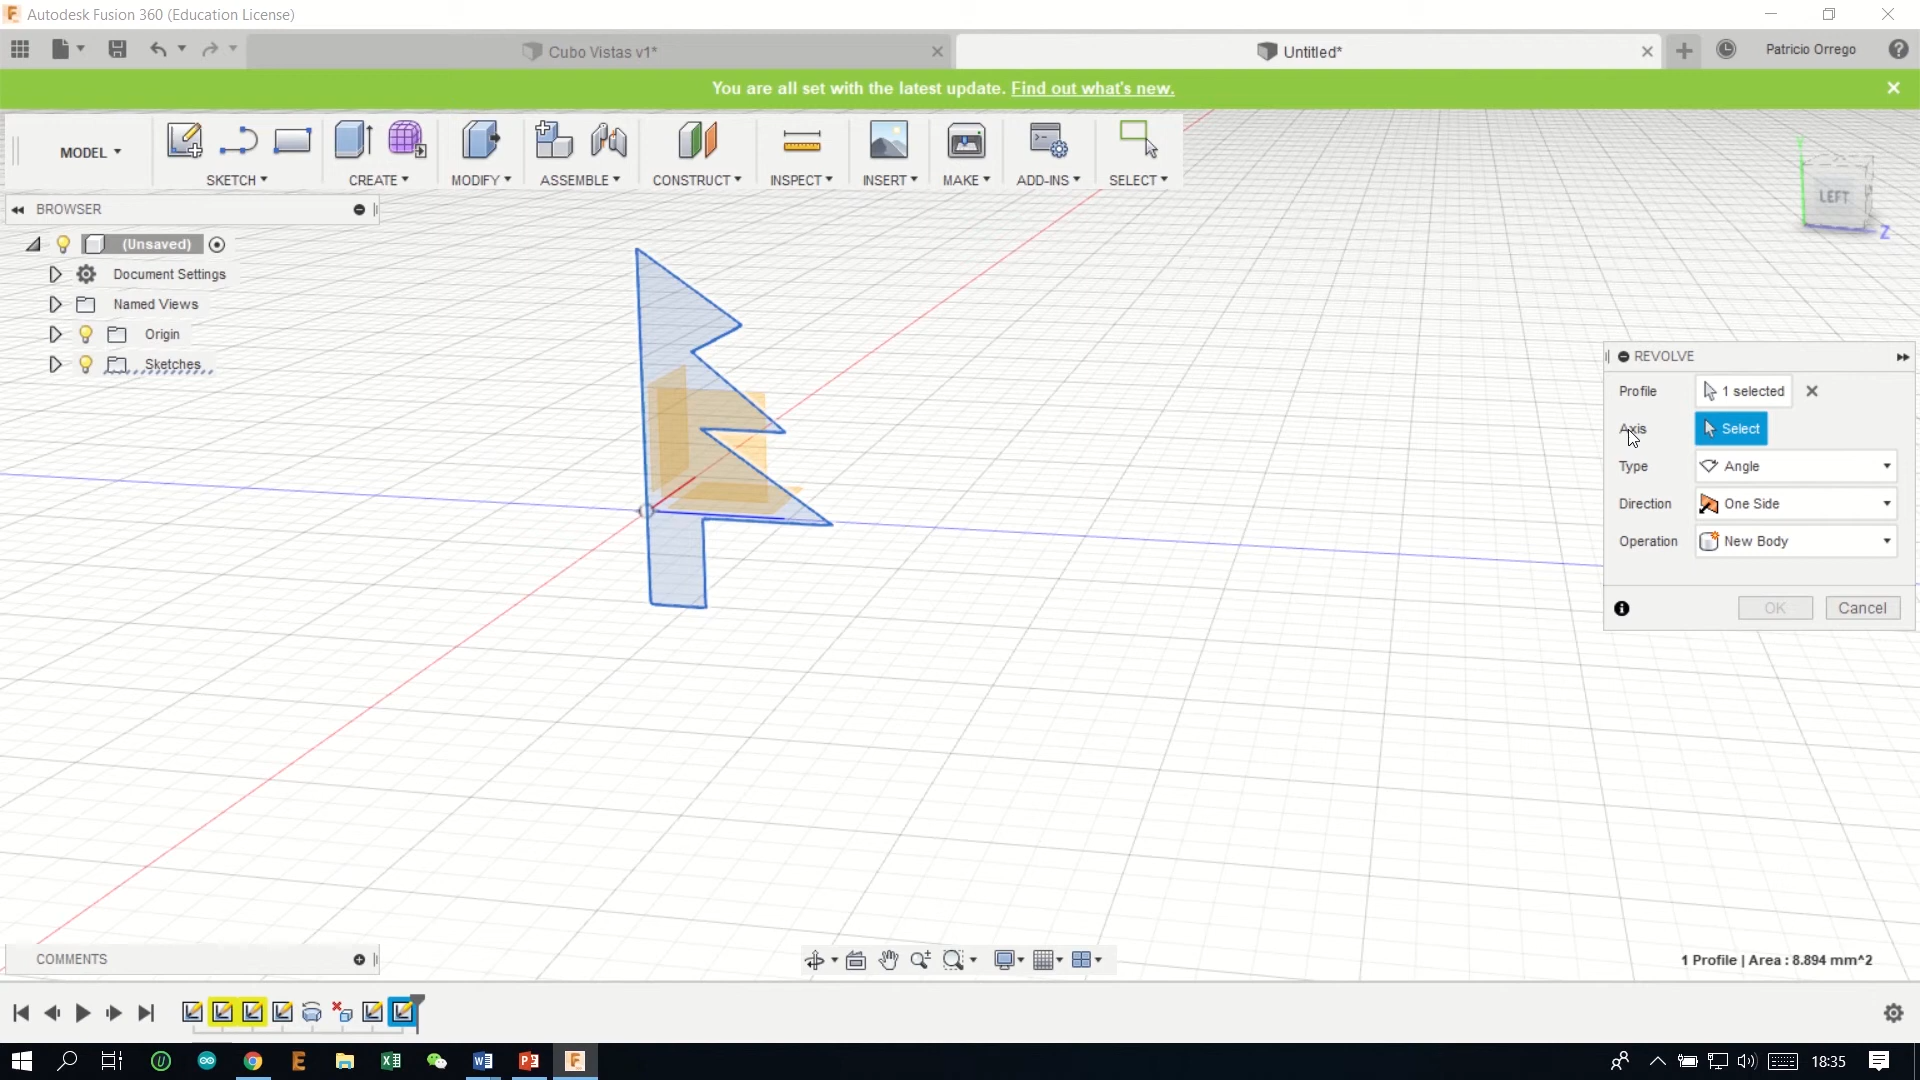 Autodesk Fusion 360 (Education License)
Cubo Vistas v1*
Untitled*
Patricio Orrego
You are all set with the latest update. Find out what's new.
MODEL
SKETCH
CREATE
MODIFY
ASSEMBLE
CONSTRUCT
INSPECT
INSERT
MAKE
ADD-INS
SELECT
BROWSER
(Unsaved)
Document Settings
Named Views
Origin
Sketches
Y
LEFT
Z
REVOLVE
Profile 1 selected
Axis Select
Type Angle
Direction One Side
Operation New Body
OK Cancel
COMMENTS
1 Profile | Area : 8.894 mm^2
18:35